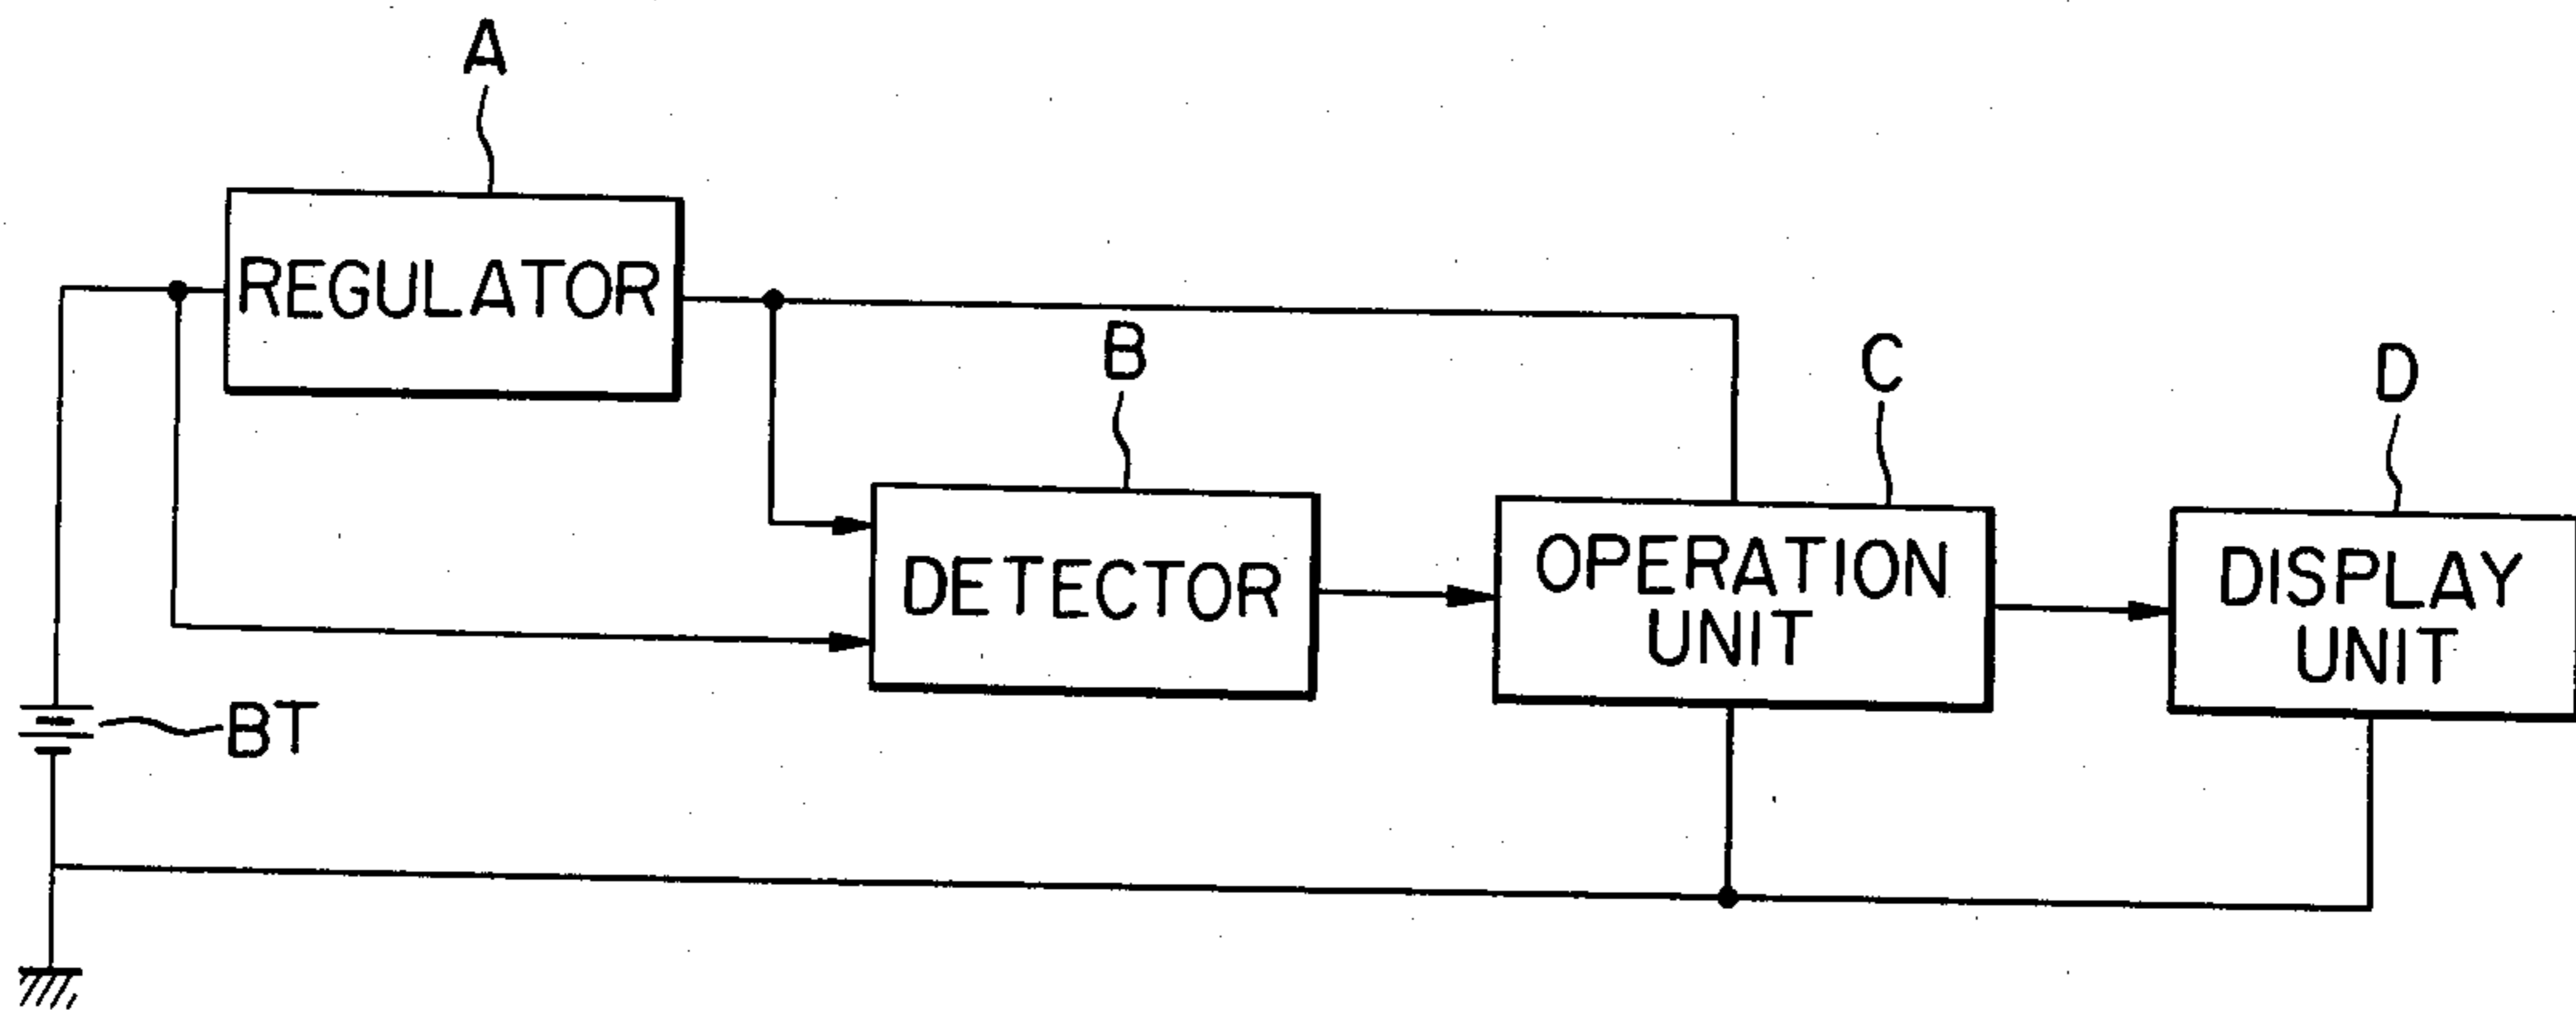 A
REGULATOR
B
C
D
DETECTOR
OPERATION
UNIT
DISPLAY
UNIT
BT